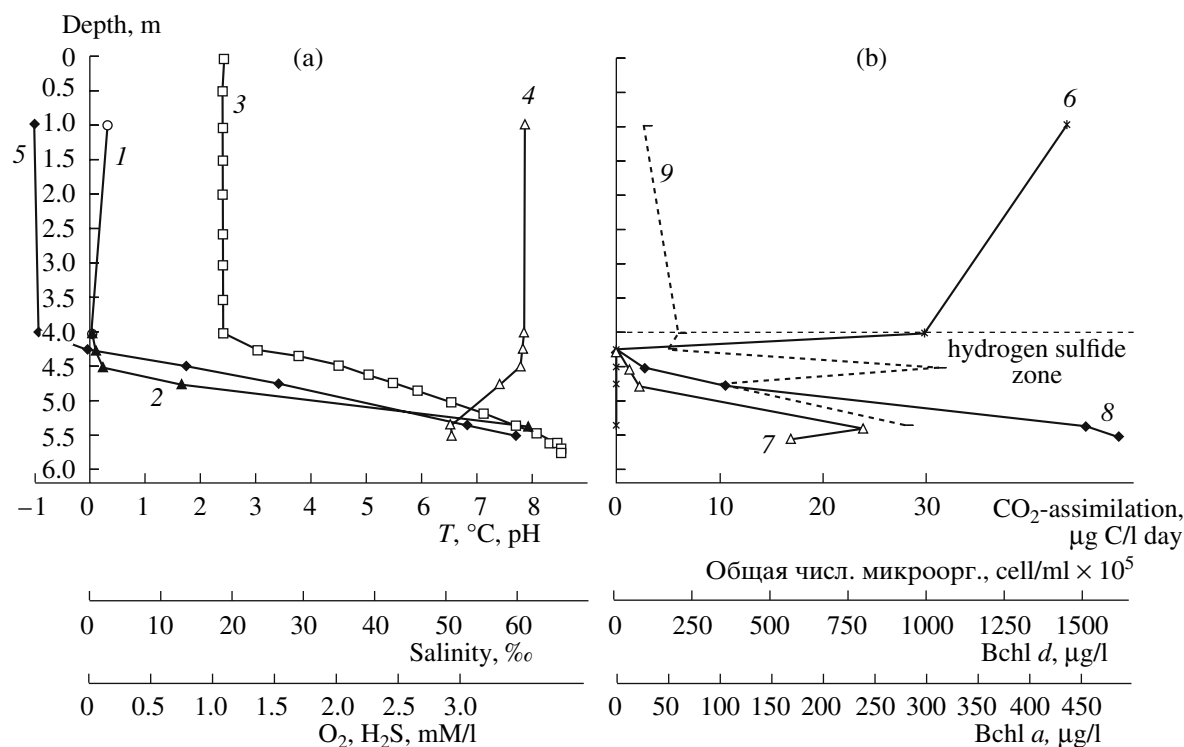 Depth, m
(a)
(b)
0
0.5
1.0
1.5
2.0
2.5
3.0
3.5
4.0
4.5
5.0
5.5
6.0
5
1
3
4
2
6
9
7
8
hydrogen sulfide
zone
–1 0 1 2 3 4 5 6 7 8
T, °C, pH
0 10 20 30
CO₂-assimilation,
µg C/l day
Общая числ. микроорг., cell/ml × 10⁵
0 10 20 30 40 50 60
Salinity, ‰
0 250 500 750 1000 1250 1500
Bchl d, µg/l
0 0.5 1.0 1.5 2.0 2.5 3.0
O₂, H₂S, mM/l
0 50 100 150 200 250 300 350 400 450
Bchl a, µg/l